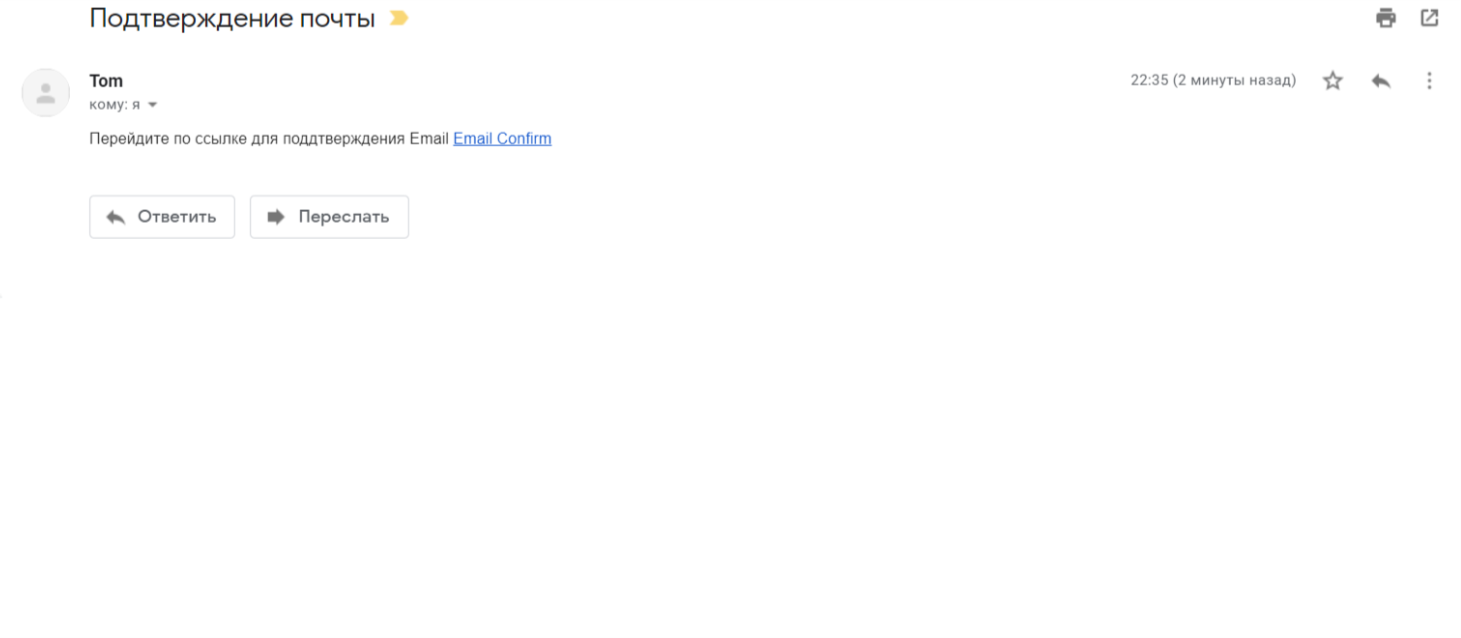 Подтверждение почты
Tom
22:35 (2 минуты назад)
кому: я
Перейдите по ссылке для поддтверждения Email Email Confirm
Ответить
Переслать